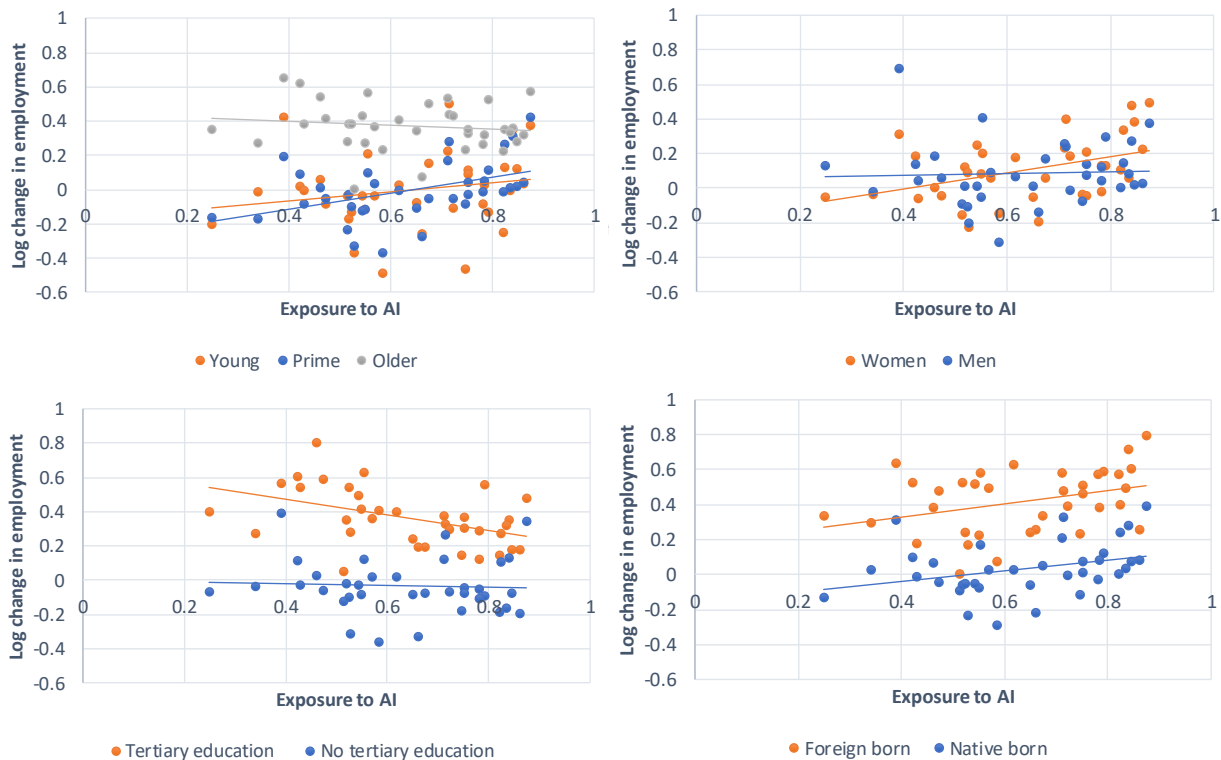 1
0.8
0.6
0.4
0.2
0
-0.2
-0.4
-0.6
0 0.2 0.4 0.6 0.8 1
Log change in employment
Exposure to AI
Young Prime Older
1
0.8
0.6
0.4
0.2
0
-0.2
-0.4
-0.6
0 0.2 0.4 0.6 0.8 1
Log change in employment
Exposure to AI
Women Men
1
0.8
0.6
0.4
0.2
0
-0.2
-0.4
-0.6
0 0.2 0.4 0.6 0.8 1
Log change in employment
Exposure to AI
Tertiary education No tertiary education
1
0.8
0.6
0.4
0.2
0
-0.2
-0.4
-0.6
0 0.2 0.4 0.6 0.8 1
Log change in employment
Exposure to AI
Foreign born Native born